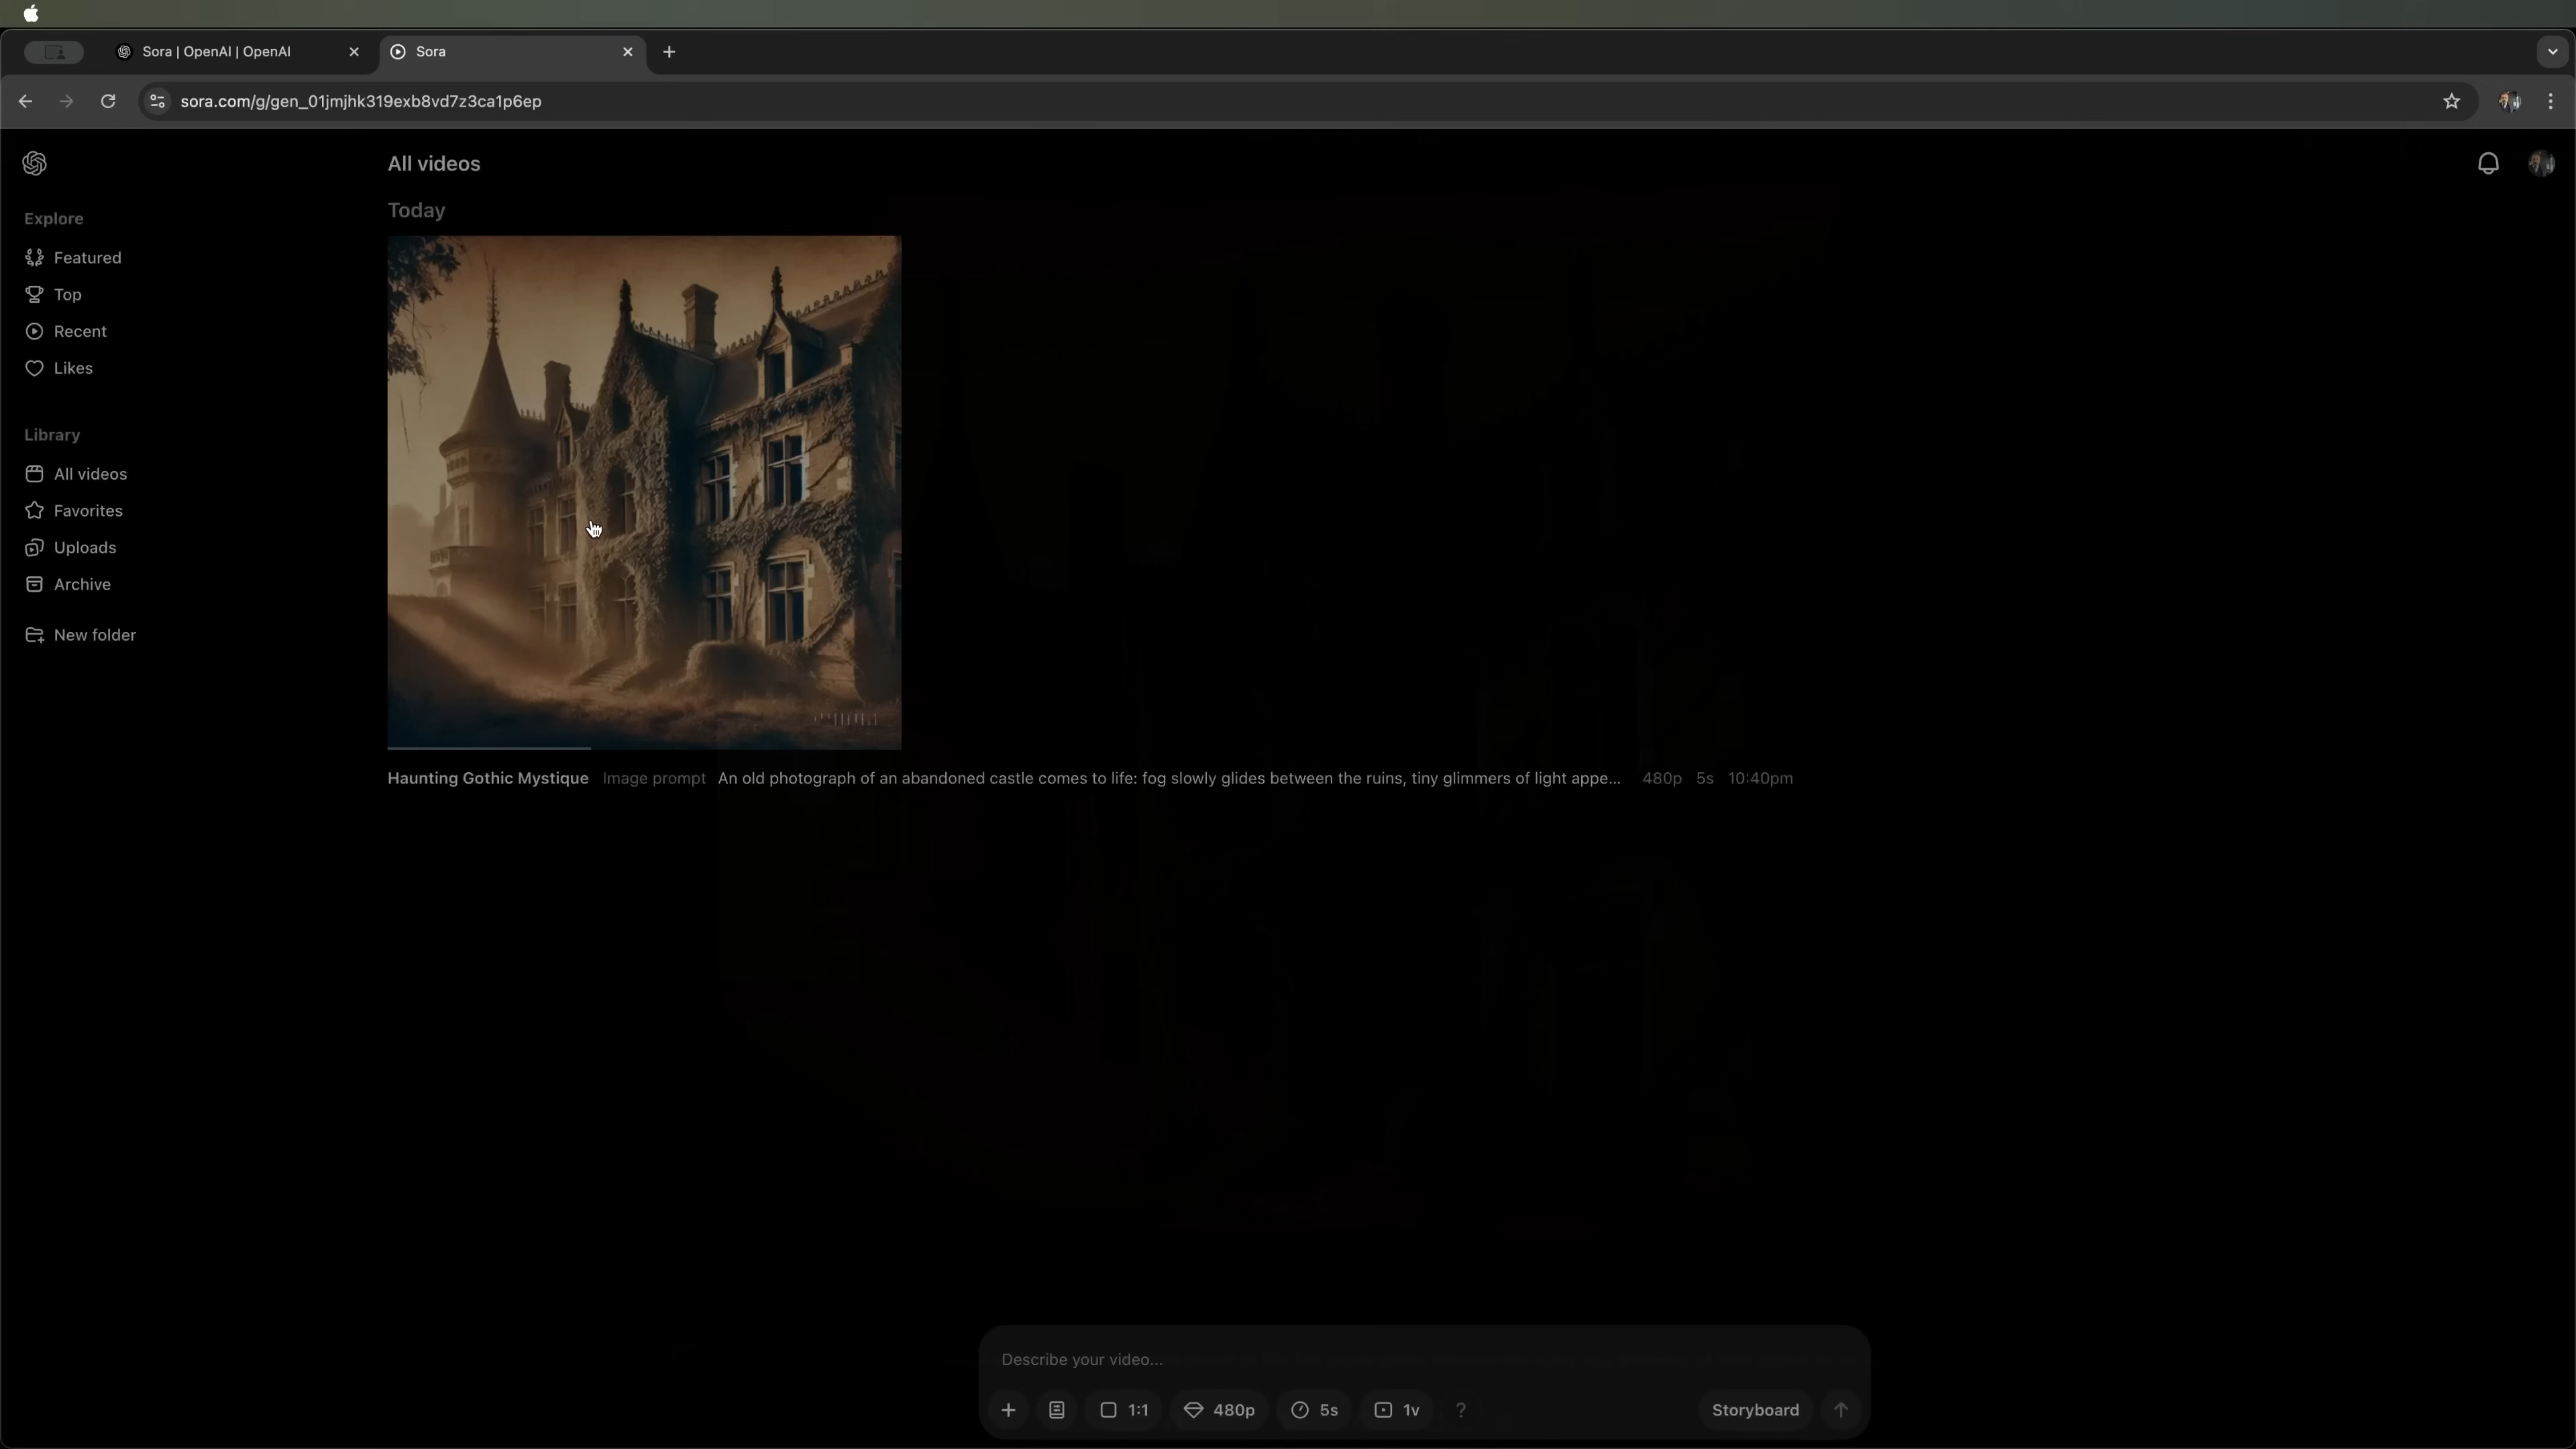 Sora | OpenAI | OpenAI
Sora
sora.com/g/gen_01jmjhk319exb8vd7z3ca1p6ep
All videos
Today
Explore
Featured
Top
Recent
Likes
Library
All videos
Favorites
Uploads
Archive
New folder
Haunting Gothic Mystique Image prompt An old photograph of an abandoned castle comes to life: fog slowly glides between the ruins, tiny glimmers of light appe... 480p 5s 10:40pm
Describe your video...
1:1 480p 5s 1v ? Storyboard